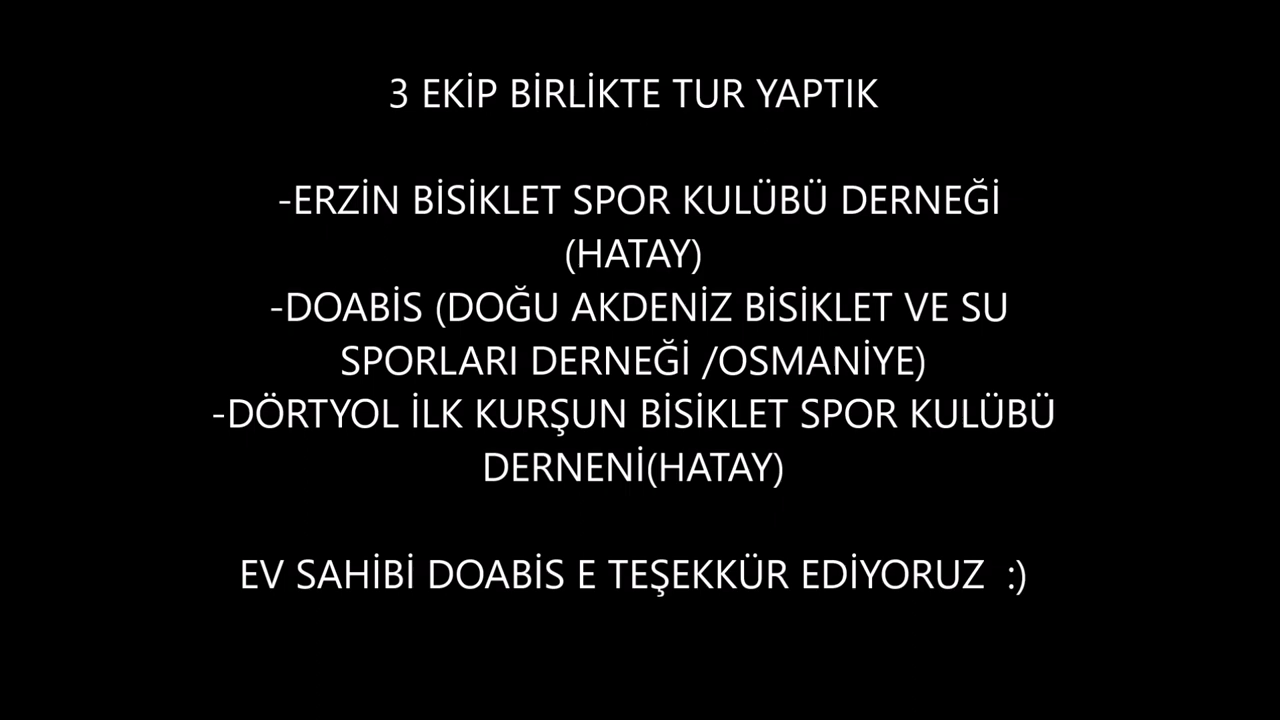 3 EKİP BİRLİKTE TUR YAPTIK
-ERZİN BİSİKLET SPOR KULÜBÜ DERNEĞİ
(HATAY)
-DOABİS (DOĞU AKDENİZ BİSİKLET VE SU
SPORLARI DERNEĞİ /OSMANİYE)
-DÖRTYOL İLK KURŞUN BİSİKLET SPOR KULÜBÜ
DERNENİ(HATAY)
EV SAHİBİ DOABİS E TEŞEKKÜR EDİYORUZ  :)